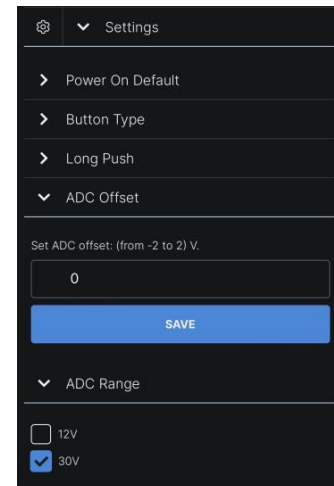 Settings
Power On Default
Button Type
Long Push
ADC Offset
Set ADC offset: (from -2 to 2) V.
0
SAVE
ADC Range
12V
30V